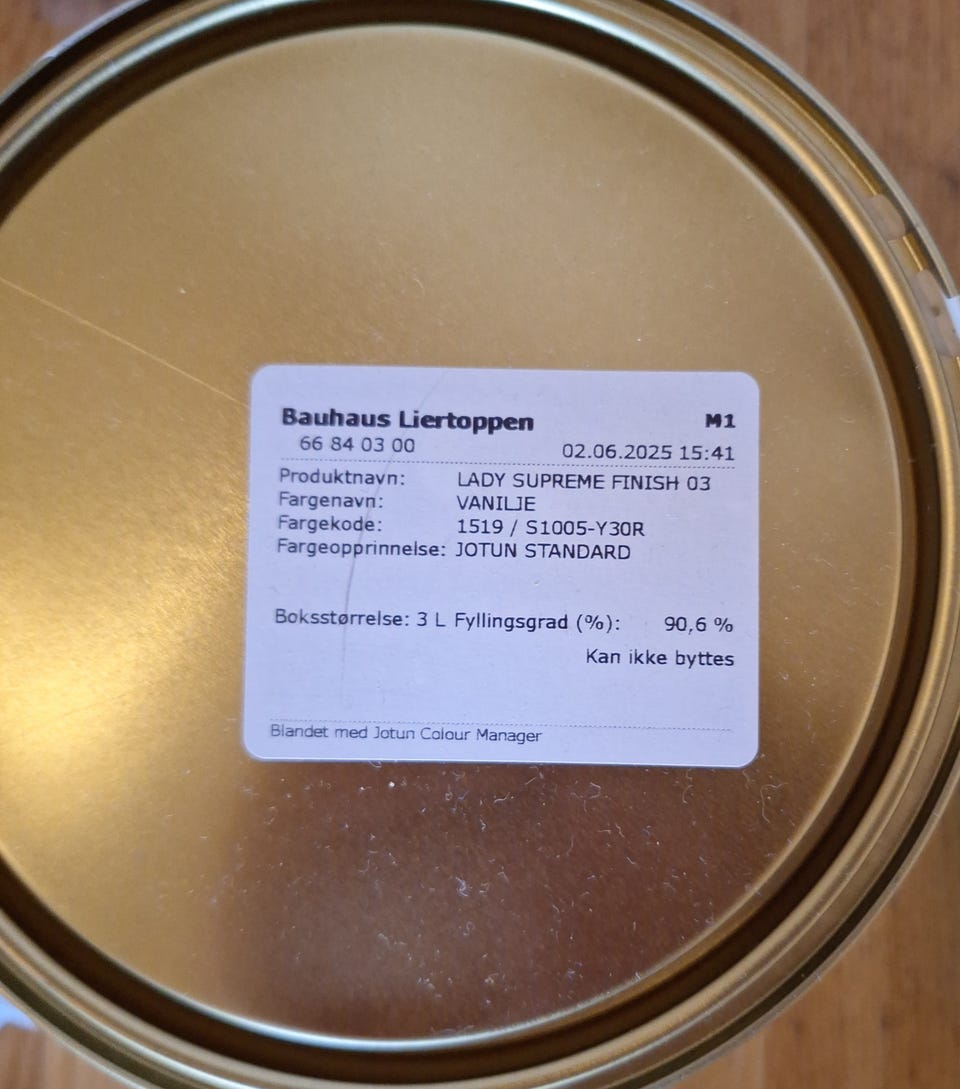 Bauhaus Liertoppen M1
66 84 03 00 02.06.2025 15:41
Produktnavn: LADY SUPREME FINISH 03
Fargenavn: VANILJE
Fargekode: 1519 / S1005-Y30R
Fargeopprinnelse: JOTUN STANDARD
Boksstørrelse: 3 L Fyllingsgrad (%): 90,6 %
Kan ikke byttes
Blandet med Jotun Colour Manager